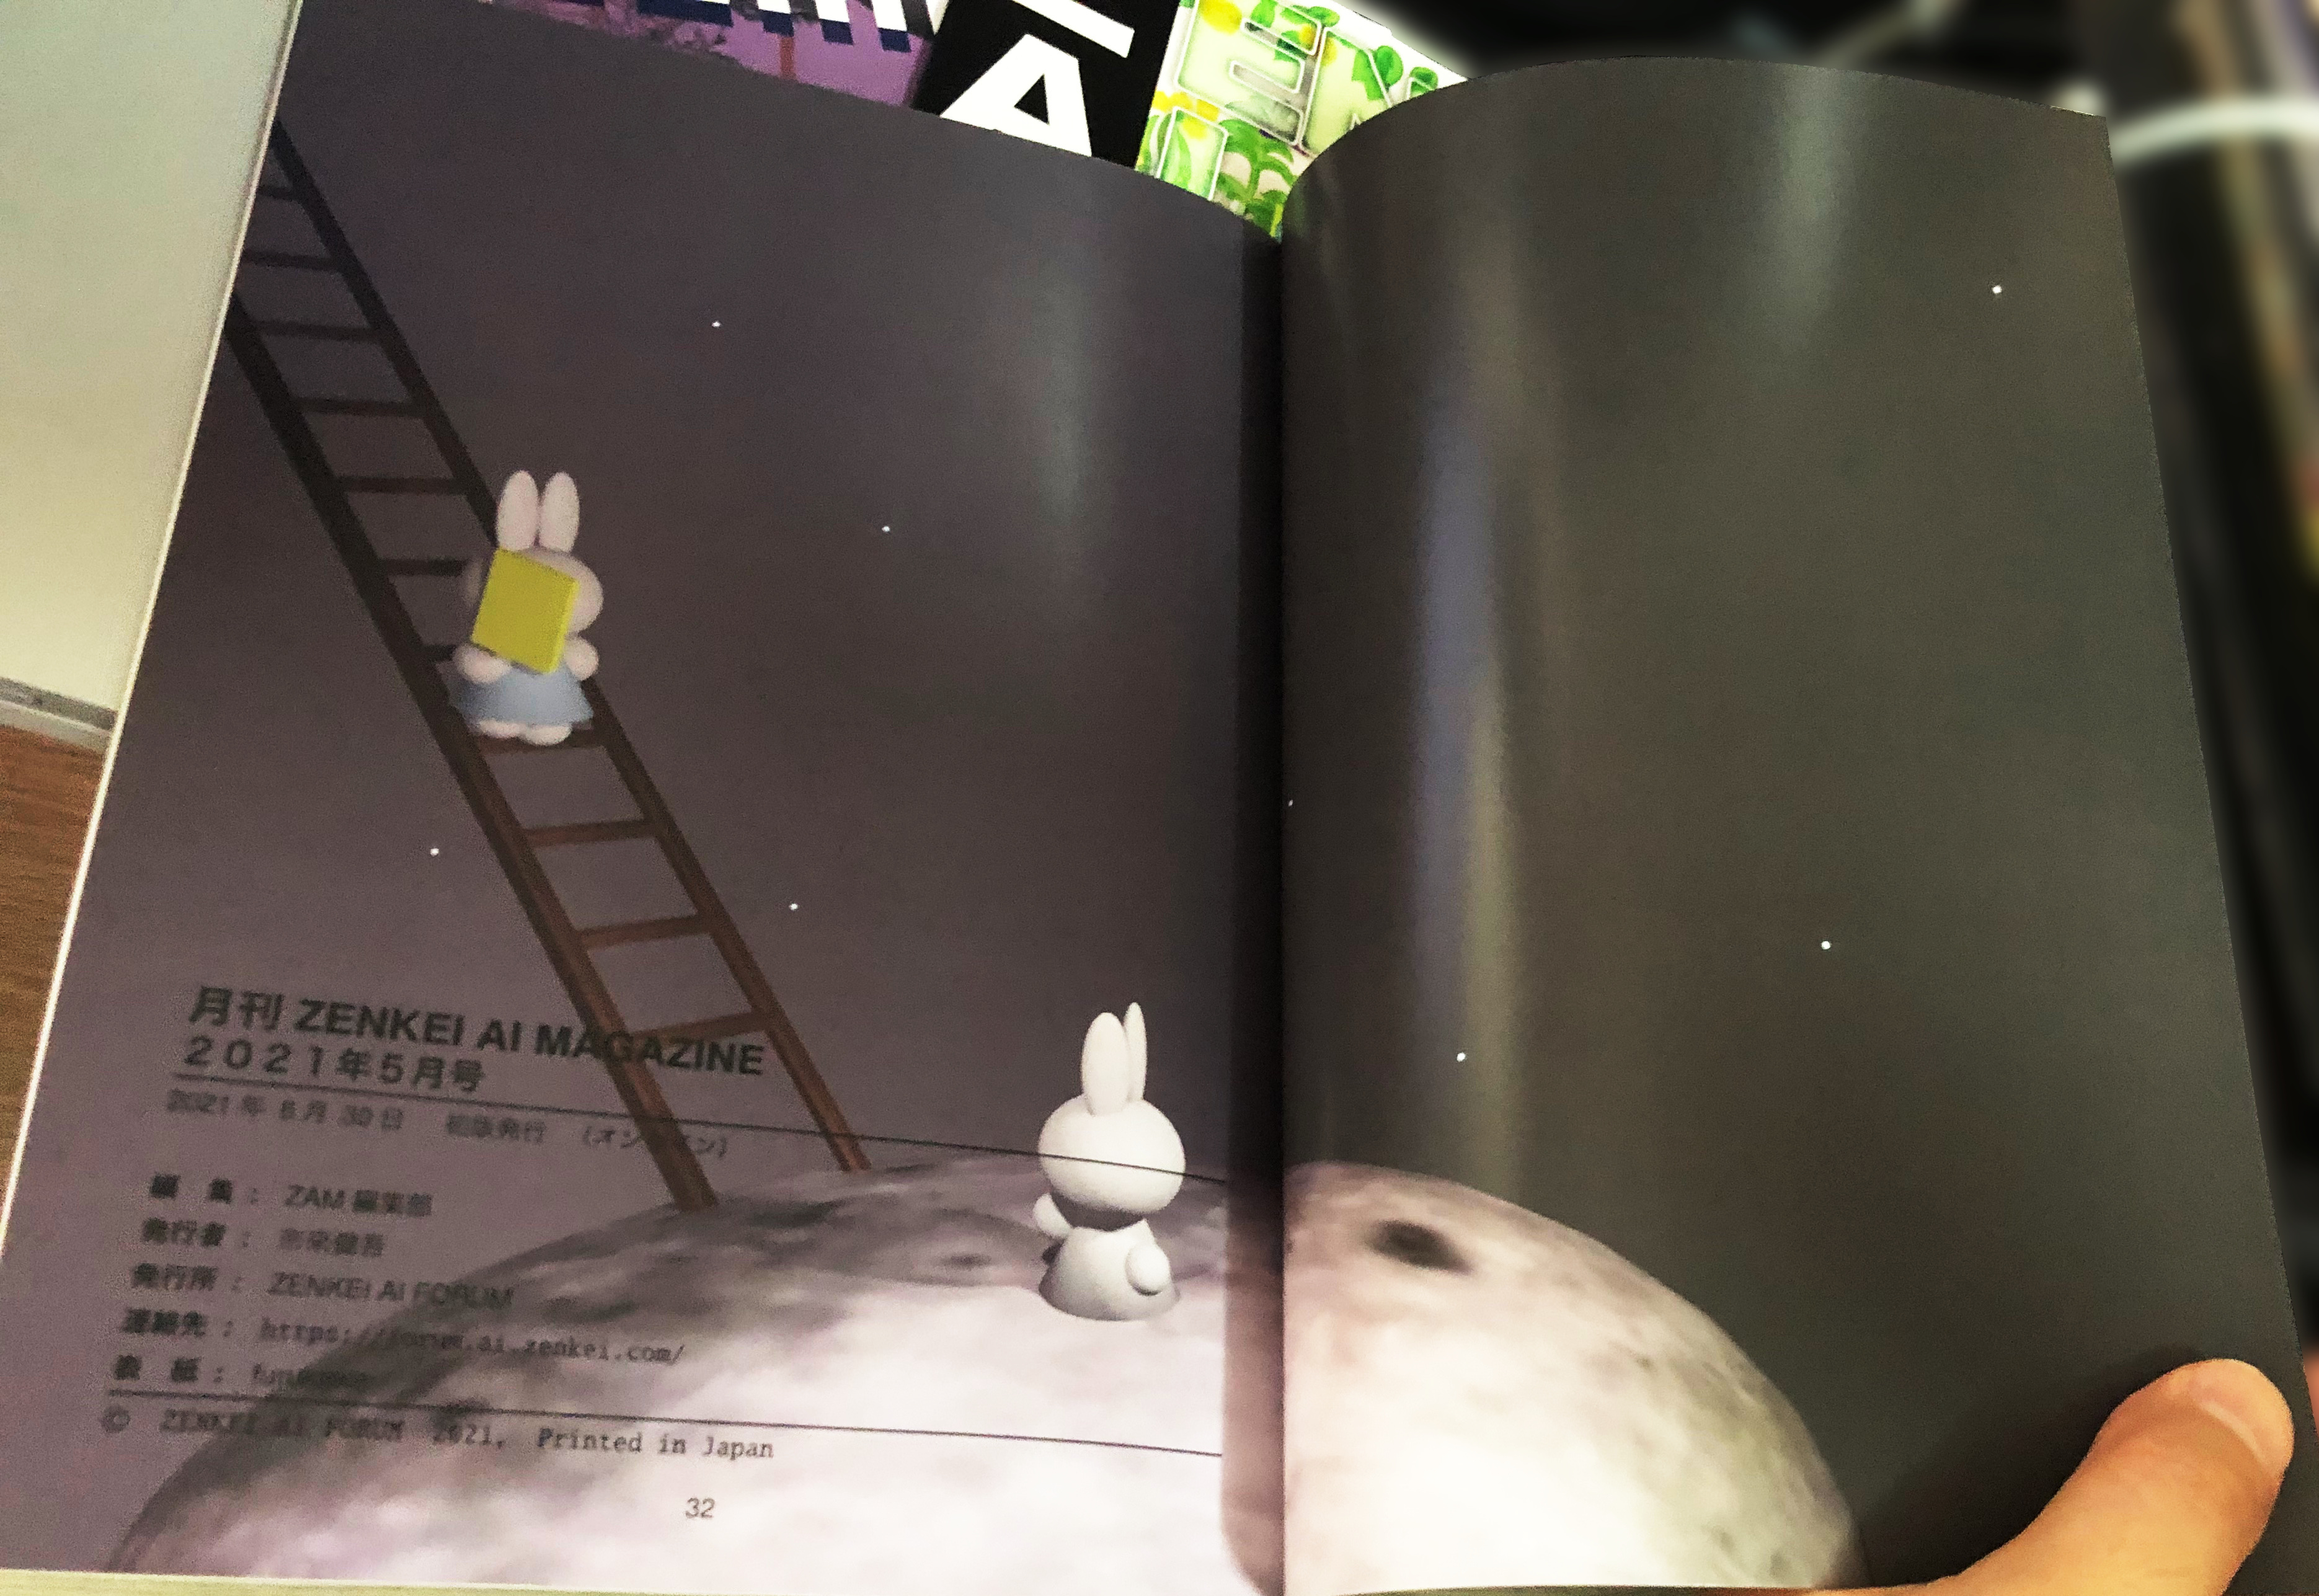 月刊 ZENKEI AI MAGAZINE
2021年5月号
2021年 月 30日 初版発行 (オンライン)
編 集 : ZAM 編集部
発行者 : 市來健吾
発行所 : ZENKEI AI FORUM
連絡先 : https://forum.ai.zenkei.com/
表 紙 :
© ZENKEI AI FORUM 2021, Printed in Japan
32